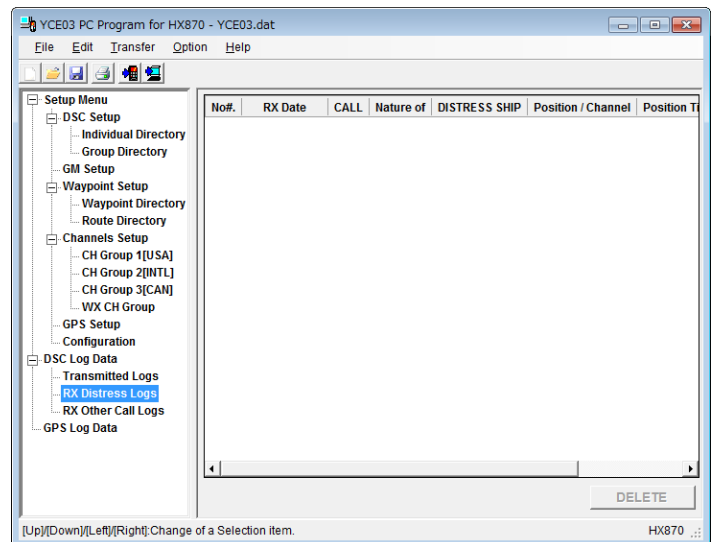 YCE03 PC Program for HX870 - YCE03.dat
File Edit Transfer Option Help
Setup Menu
DSC Setup
Individual Directory
Group Directory
GM Setup
Waypoint Setup
Waypoint Directory
Route Directory
Channels Setup
CH Group 1[USA]
CH Group 2[INTL]
CH Group 3[CAN]
WX CH Group
GPS Setup
Configuration
DSC Log Data
Transmitted Logs
RX Distress Logs
RX Other Call Logs
GPS Log Data
No#. RX Date CALL Nature of DISTRESS SHIP Position / Channel Position Ti
DELETE
[Up]/[Down]/[Left]/[Right]:Change of a Selection item. HX870